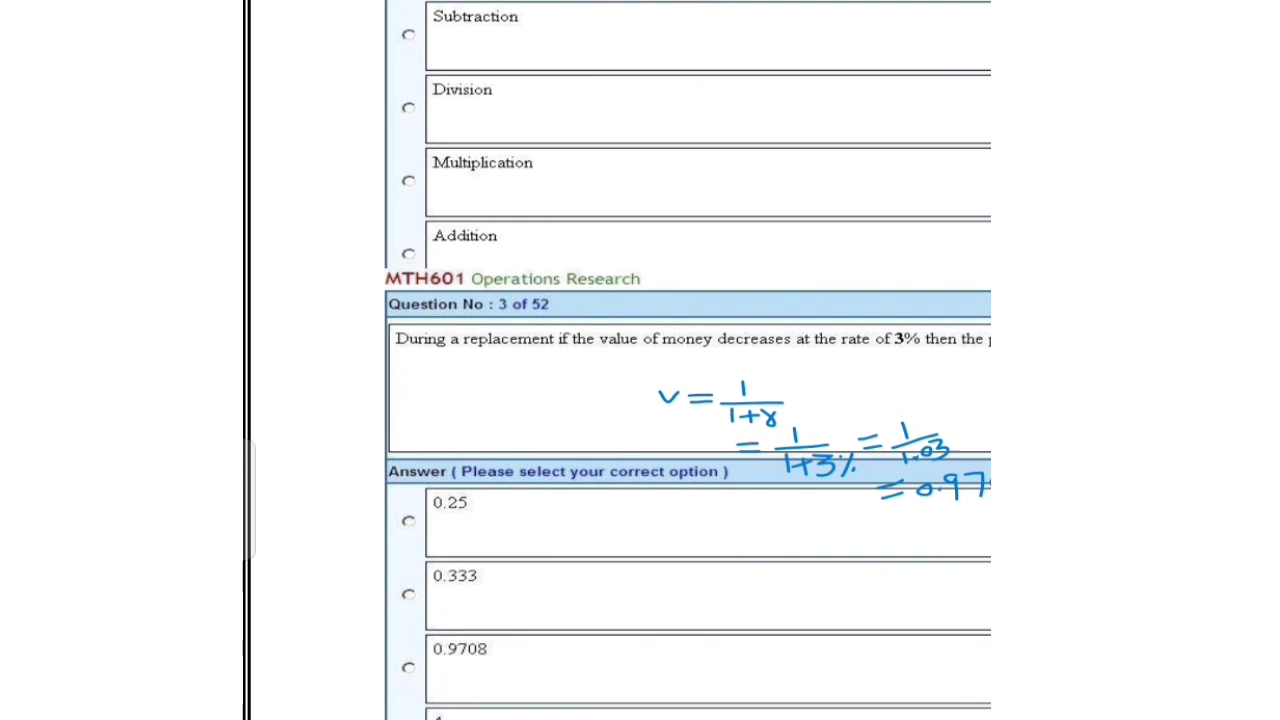 Subtraction
Division
Multiplication
Addition
MTH601 Operations Research
Question No : 3 of 52
During a replacement if the value of money decreases at the rate of 3% then the
v = 1/(1+r)
= 1/(1+3%) = 1/1.03
= 0.97
Answer ( Please select your correct option )
0.25
0.333
0.9708